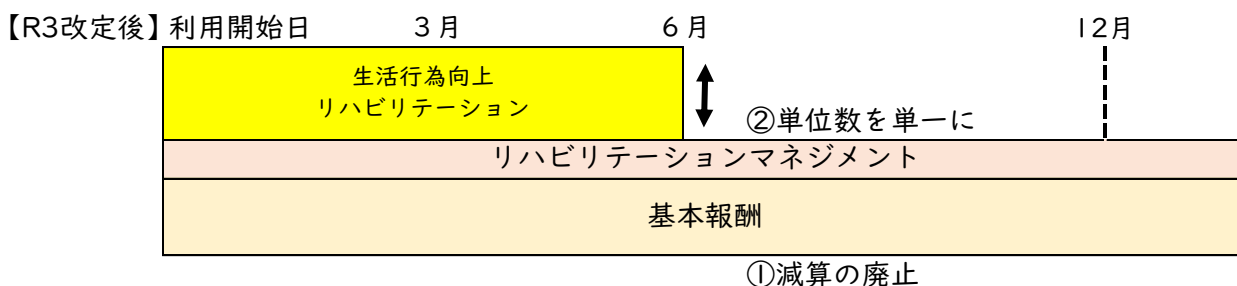 【R3改定後】利用開始日 3月 6月 12月
生活行為向上
リハビリテーション
②単位数を単一に
リハビリテーションマネジメント
基本報酬
①減算の廃止